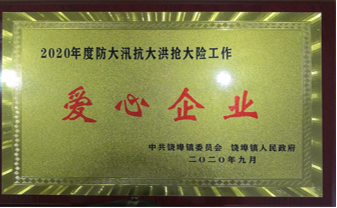 2020年度防大汛抗大洪抢大险工作
爱心企业
中共饶埠镇委员会 饶埠镇人民政府
二〇二〇年九月